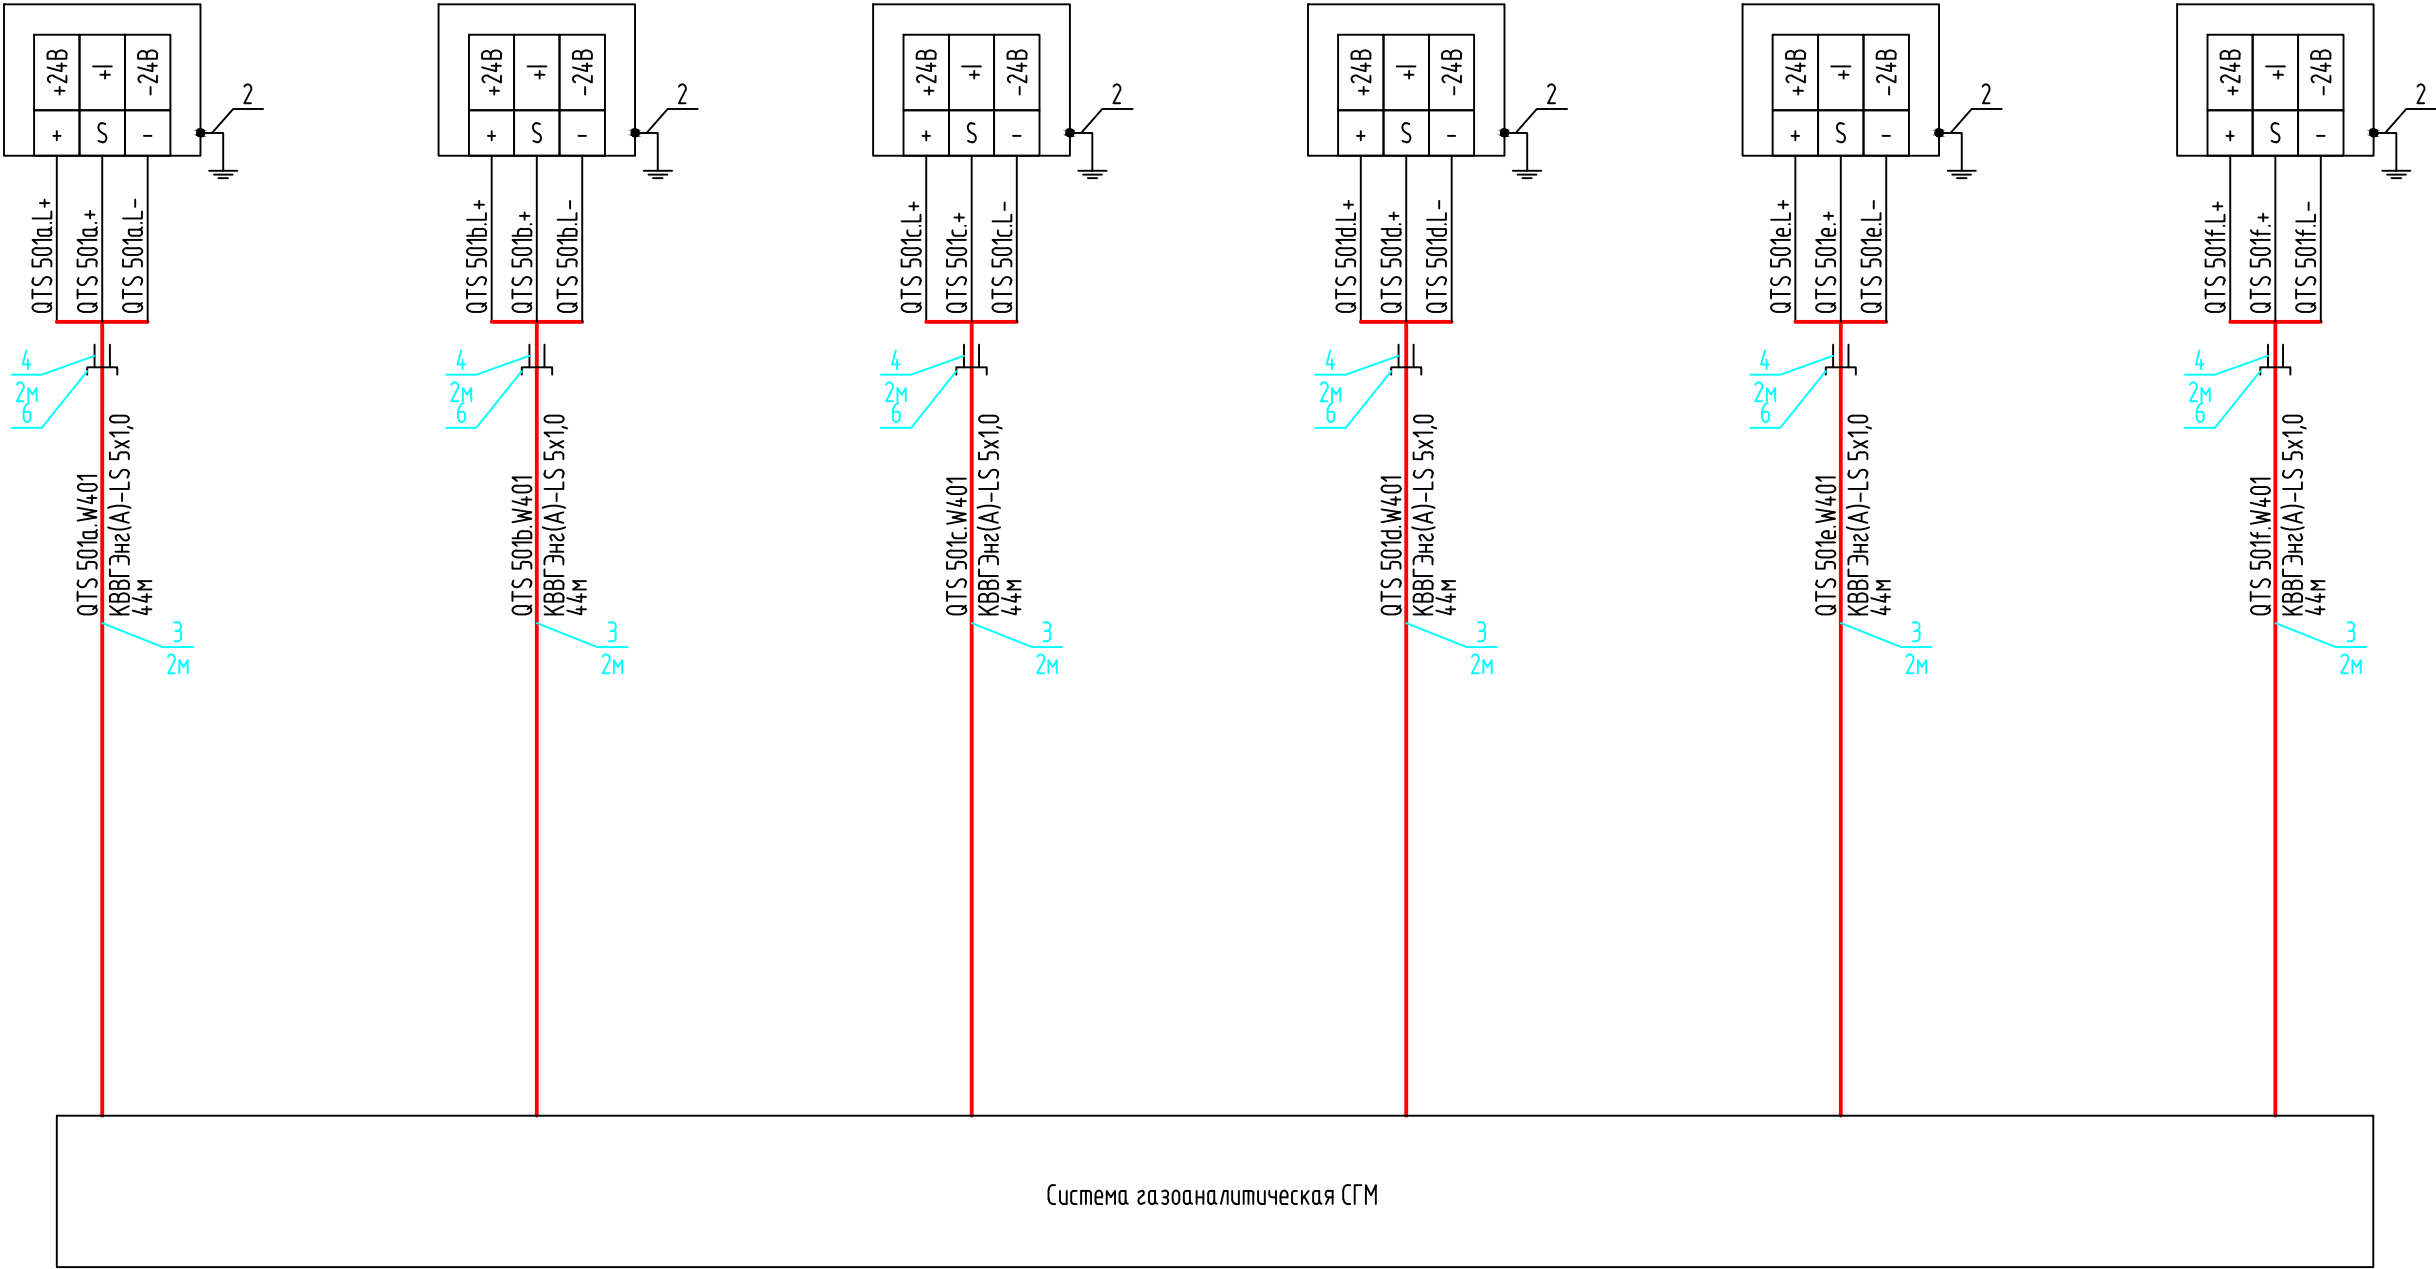 +24В
+I
-24В
+
S
-
2
QTS 501a.L+
QTS 501a.+
QTS 501a.L-
4
2м
6
QTS 501a.W401
КВВГЭнг(А)-LS 5х1,0
44м
3
2м
+24В
+I
-24В
+
S
-
2
QTS 501b.L+
QTS 501b.+
QTS 501b.L-
4
2м
6
QTS 501b.W401
КВВГЭнг(А)-LS 5х1,0
44м
3
2м
+24В
+I
-24В
+
S
-
2
QTS 501c.L+
QTS 501c.+
QTS 501c.L-
4
2м
6
QTS 501c.W401
КВВГЭнг(А)-LS 5х1,0
44м
3
2м
+24В
+I
-24В
+
S
-
2
QTS 501d.L+
QTS 501d.+
QTS 501d.L-
4
2м
6
QTS 501d.W401
КВВГЭнг(А)-LS 5х1,0
44м
3
2м
+24В
+I
-24В
+
S
-
2
QTS 501e.L+
QTS 501e.+
QTS 501e.L-
4
2м
6
QTS 501e.W401
КВВГЭнг(А)-LS 5х1,0
44м
3
2м
+24В
+I
-24В
+
S
-
2
QTS 501f.L+
QTS 501f.+
QTS 501f.L-
4
2м
6
QTS 501f.W401
КВВГЭнг(А)-LS 5х1,0
44м
3
2м
Система газоаналитическая СГМ